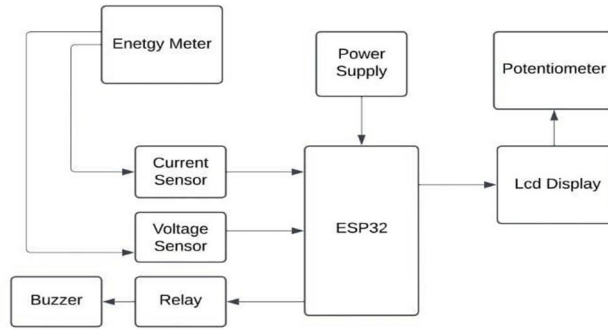 Enetgy Meter
Power
Supply
Potentiometer
Current
Sensor
ESP32
Lcd Display
Voltage
Sensor
Buzzer
Relay